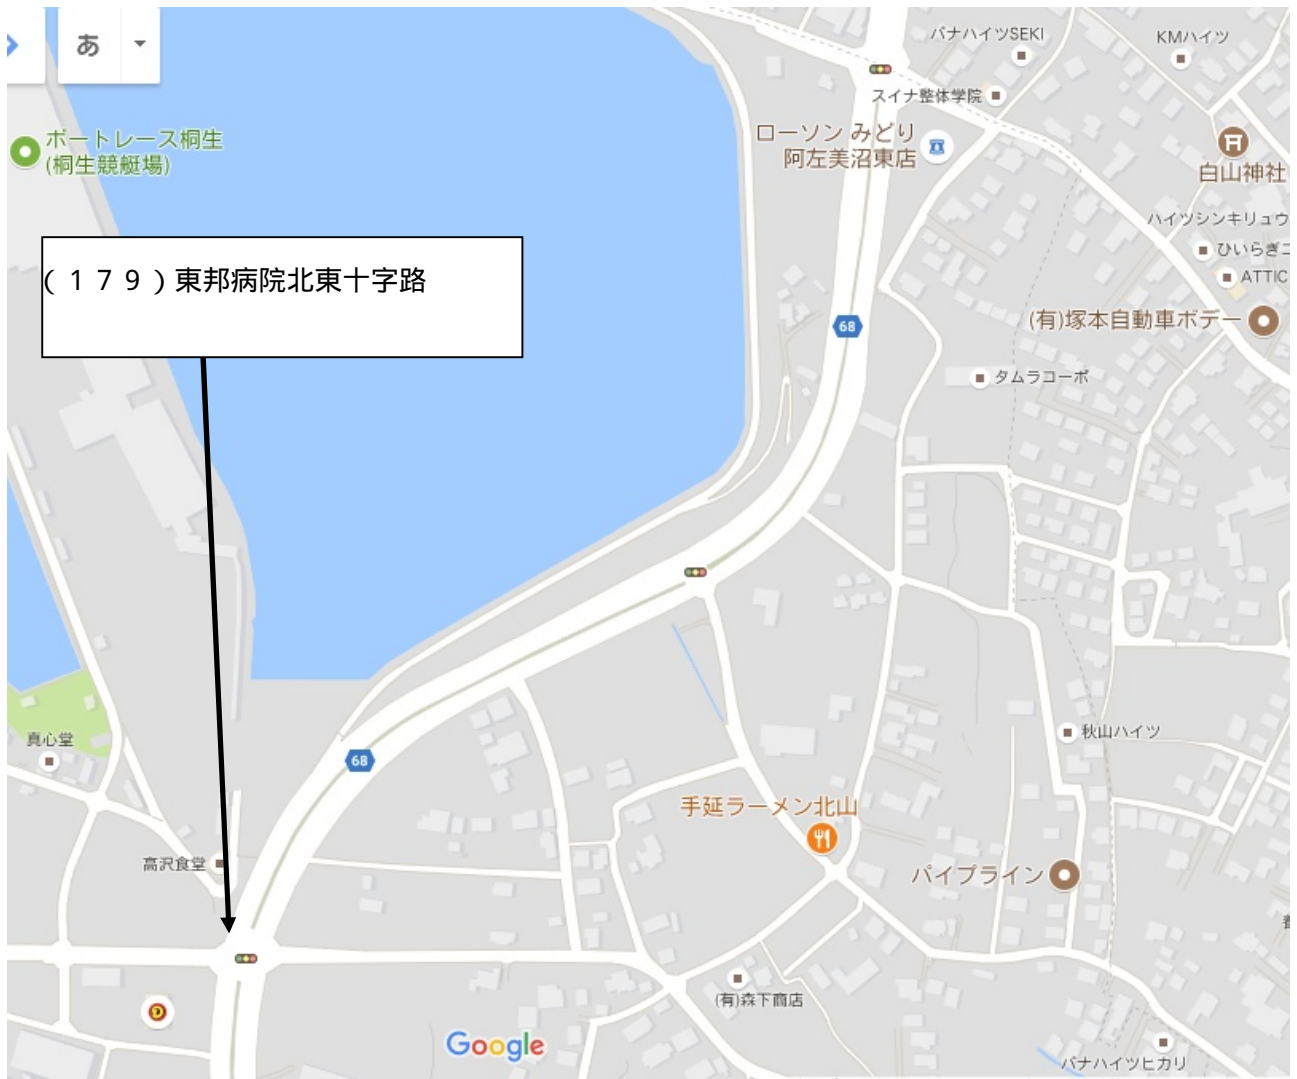 あ
バナハイツSEKI
KMハイツ
スイナ整体学院
ボートレース桐生
(桐生競艇場)
ローソン みどり
阿左美沼東店
白山神社
ハイツシンキリュウ
ひいらぎニ
ATTIC
(179)東邦病院北東十字路
(有)塚本自動車ボデー
68
タムラコーポ
真心堂
秋山ハイツ
68
手延ラーメン北山
高沢食堂
パイプライン
(有)森下商店
Google
バナハイツヒカリ